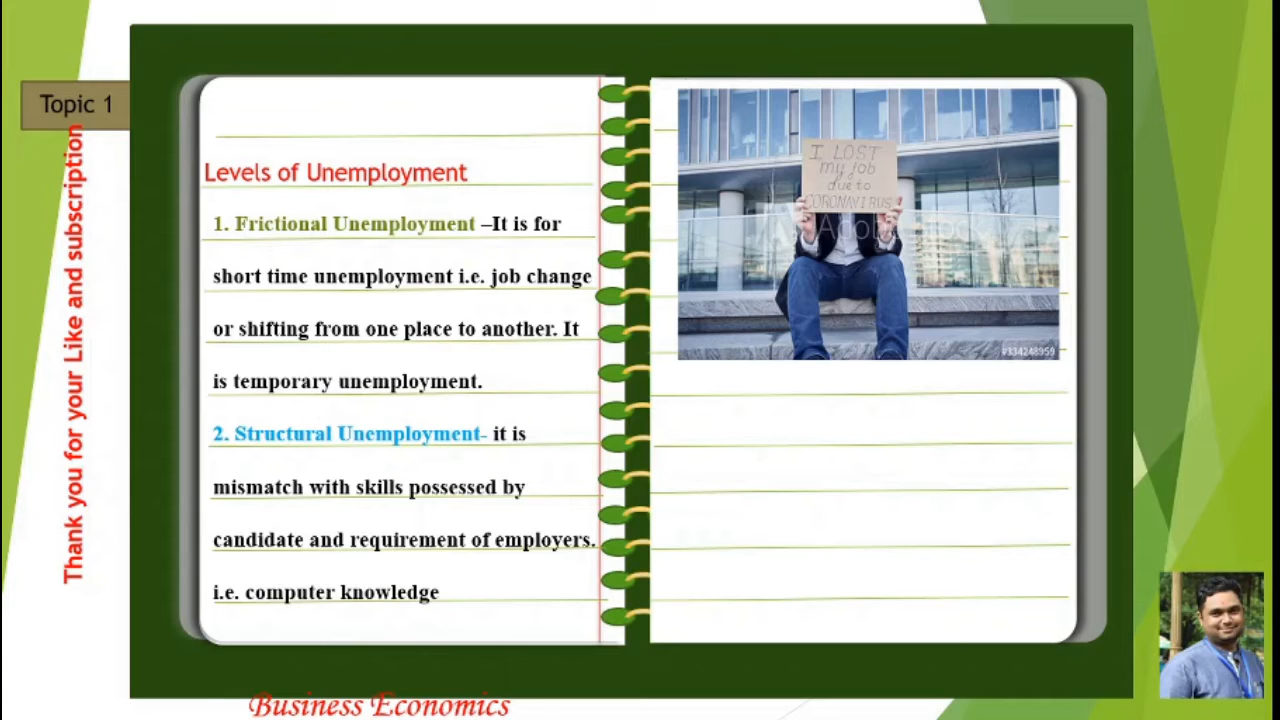 Topic 1
Thank you for your Like and subscription
Levels of Unemployment
1. Frictional Unemployment –It is for
short time unemployment i.e. job change
or shifting from one place to another. It
is temporary unemployment.
2. Structural Unemployment- it is
mismatch with skills possessed by
candidate and requirement of employers.
i.e. computer knowledge
I LOST
my job
due to
CORONAVIRUS
Adobe Stock
#334248959
Business Economics